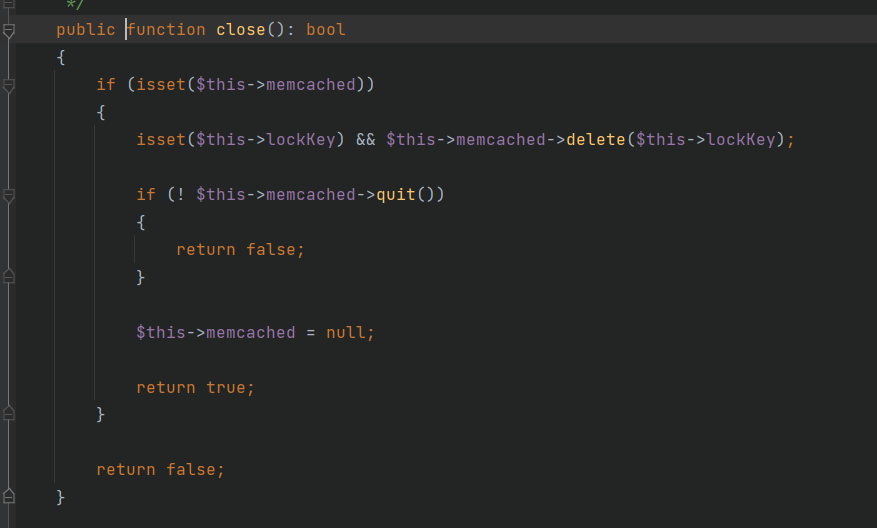 */
public function close(): bool
{
if (isset($this->memcached))
{
isset($this->lockKey) && $this->memcached->delete($this->lockKey);
if (! $this->memcached->quit())
{
return false;
}
$this->memcached = null;
return true;
}
return false;
}